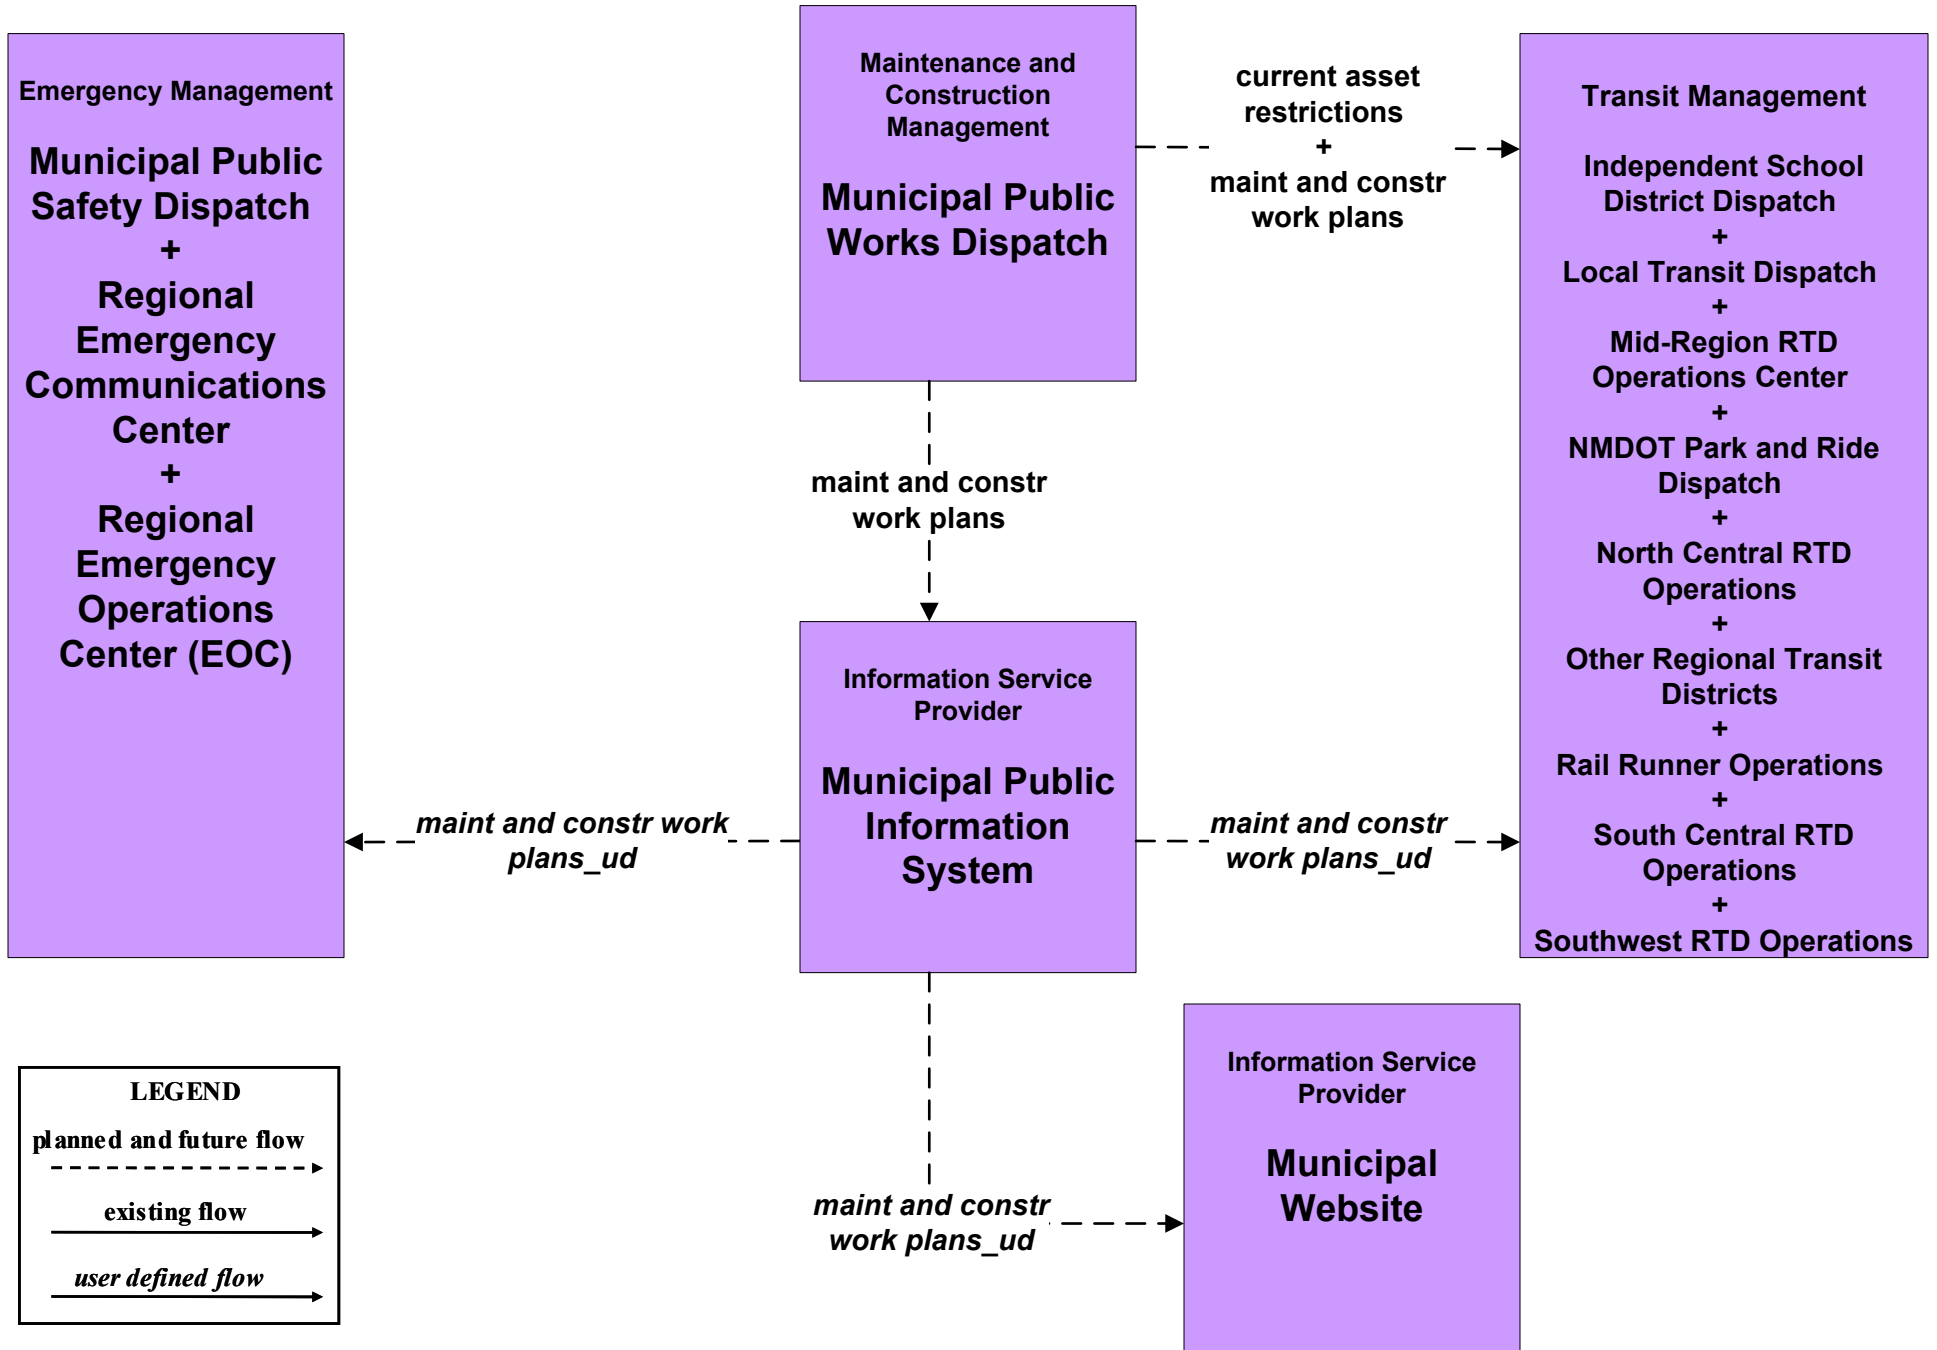 Emergency Management
Municipal Public
Safety Dispatch
+
Regional
Emergency
Communications
Center
+
Regional
Emergency
Operations
Center (EOC)
Maintenance and
Construction
Management
Municipal Public
Works Dispatch
current asset
restrictions
+
maint and constr
work plans
Transit Management
Independent School
District Dispatch
+
Local Transit Dispatch
+
Mid-Region RTD
Operations Center
+
NMDOT Park and Ride
Dispatch
+
North Central RTD
Operations
+
Other Regional Transit
Districts
+
Rail Runner Operations
+
South Central RTD
Operations
+
Southwest RTD Operations
maint and constr
work plans
Information Service
Provider
Municipal Public
Information
System
maint and constr work
plans_ud
maint and constr
work plans_ud
maint and constr
work plans_ud
Information Service
Provider
Municipal
Website
LEGEND
planned and future flow
existing flow
user defined flow